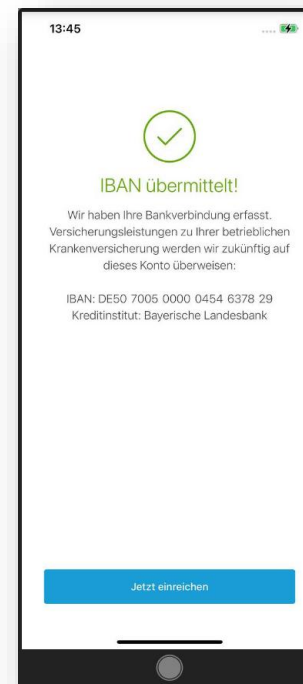 13:45
IBAN übermittelt!
Wir haben Ihre Bankverbindung erfasst.
Versicherungsleistungen zu Ihrer betrieblichen
Krankenversicherung werden wir zukünftig auf
dieses Konto überweisen:
IBAN: DE50 7005 0000 0454 6378 29
Kreditinstitut: Bayerische Landesbank
Jetzt einreichen